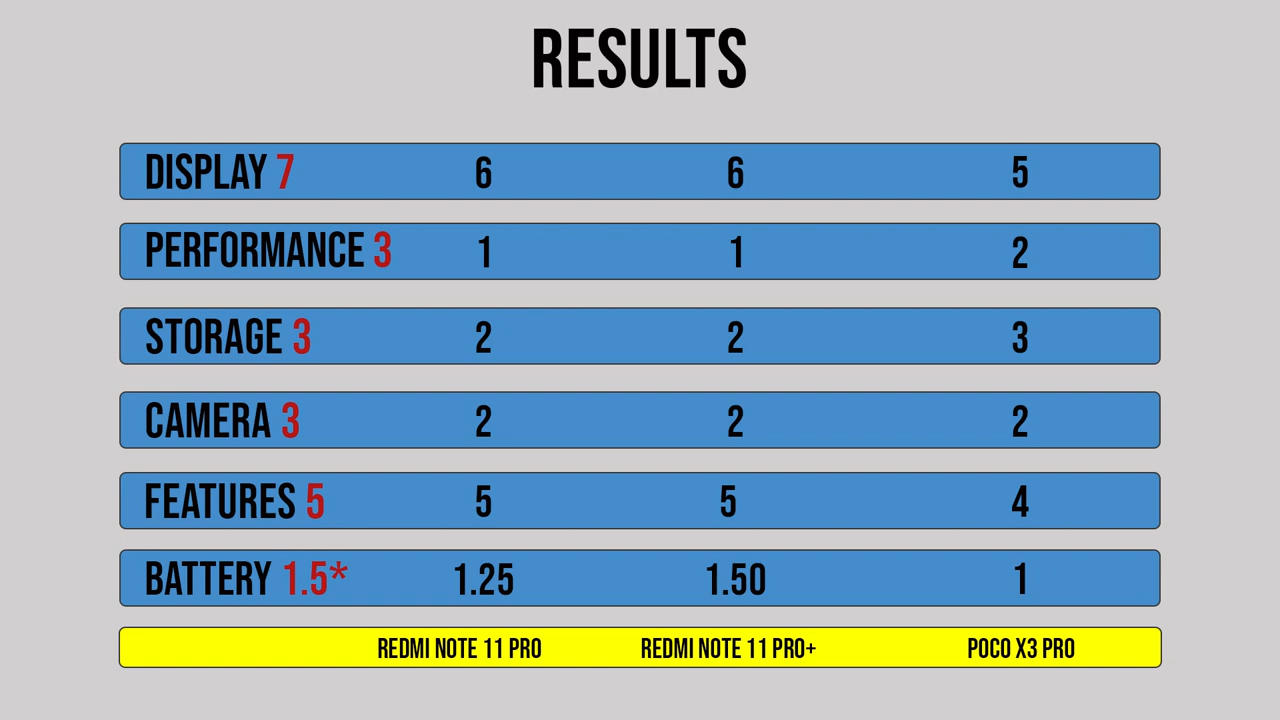 RESULTS
DISPLAY 7 6 6 5
PERFORMANCE 3 1 1 2
STORAGE 3 2 2 3
CAMERA 3 2 2 2
FEATURES 5 5 5 4
BATTERY 1.5* 1.25 1.50 1
REDMI NOTE 11 PRO REDMI NOTE 11 PRO+ POCO X3 PRO